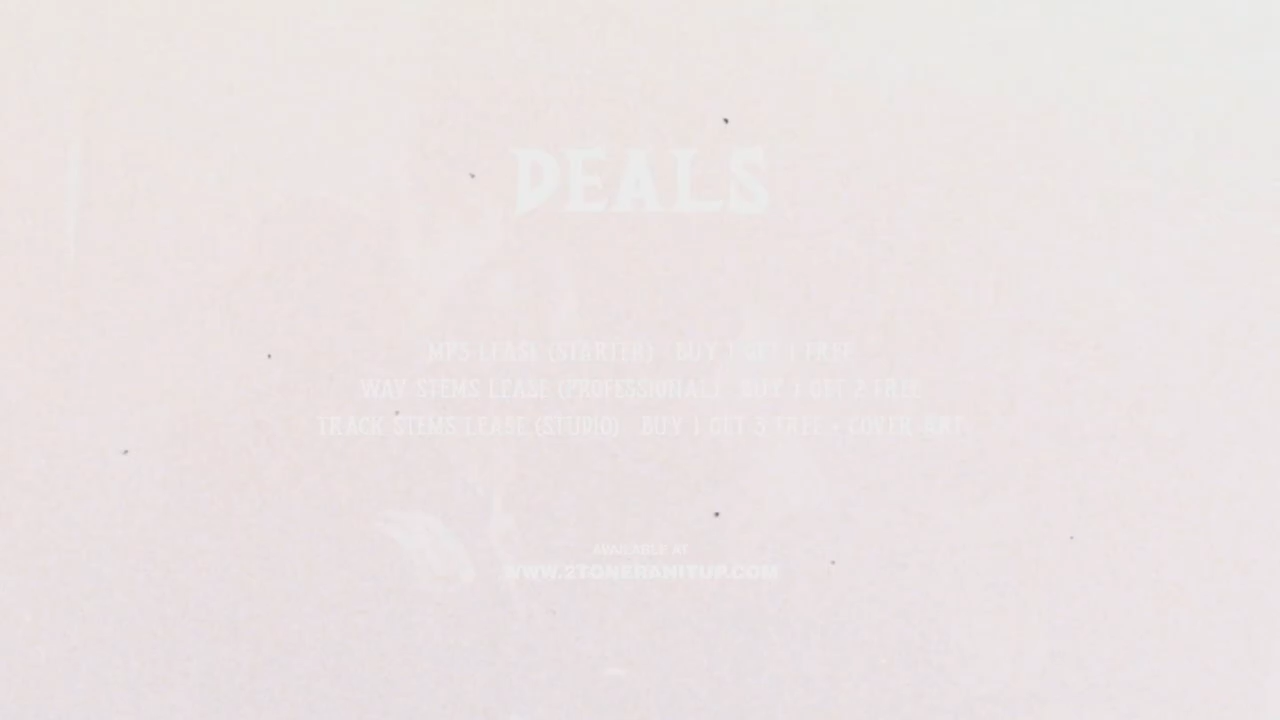 DEALS
MP3 LEASE (STARTER) BUY 1 GET 1 FREE
WAV STEMS LEASE (PROFESSIONAL) BUY 1 GET 2 FREE
TRACK STEMS LEASE (STUDIO) BUY 1 GET 3 FREE + COVER ART
AVAILABLE AT
WWW.2TONERANITUP.COM